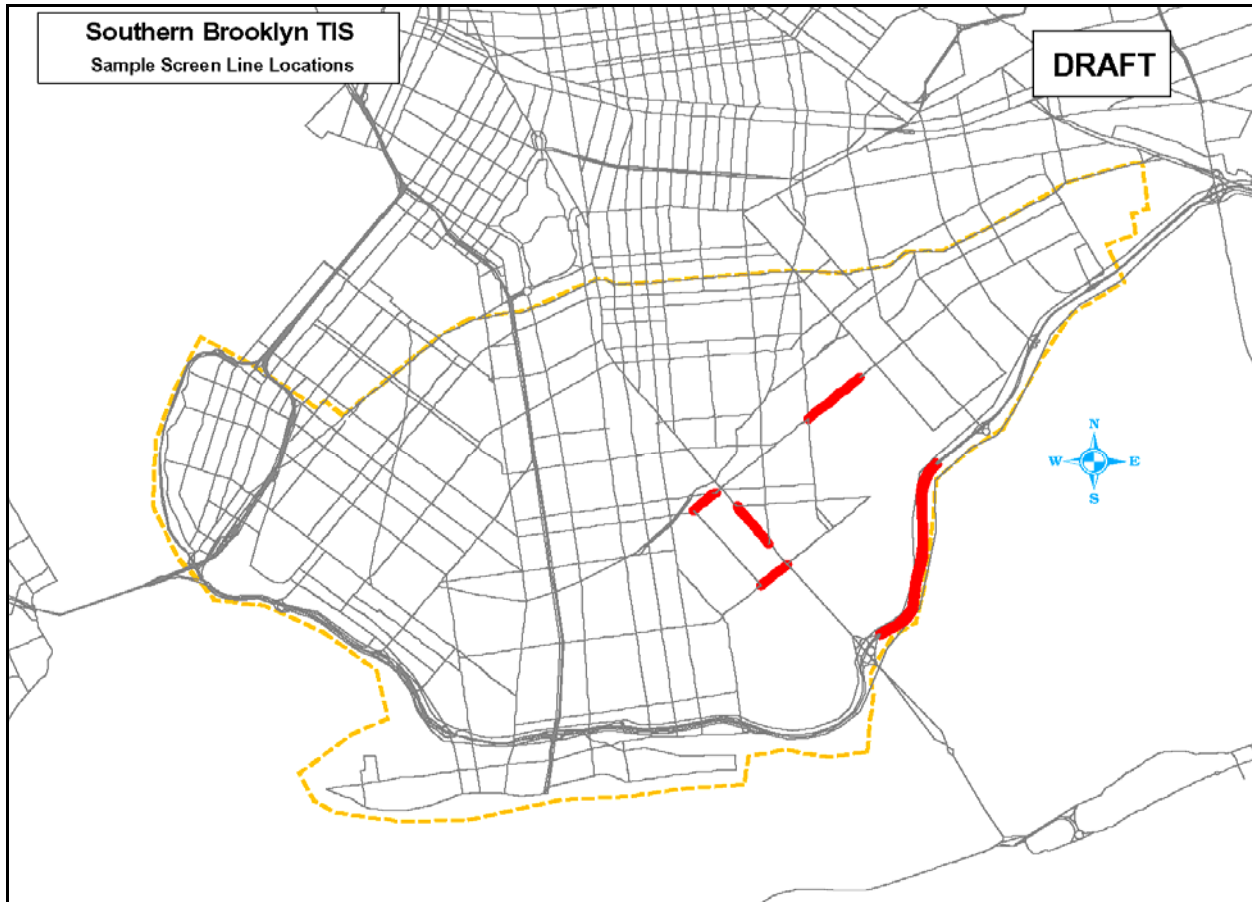 Southern Brooklyn TIS
Sample Screen Line Locations
DRAFT
N
W E
S